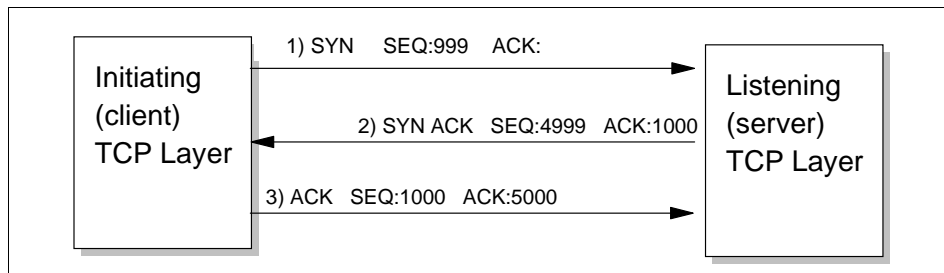 1) SYN SEQ:999 ACK:
Initiating
(client)
TCP Layer
Listening
(server)
TCP Layer
2) SYN ACK SEQ:4999 ACK:1000
3) ACK SEQ:1000 ACK:5000